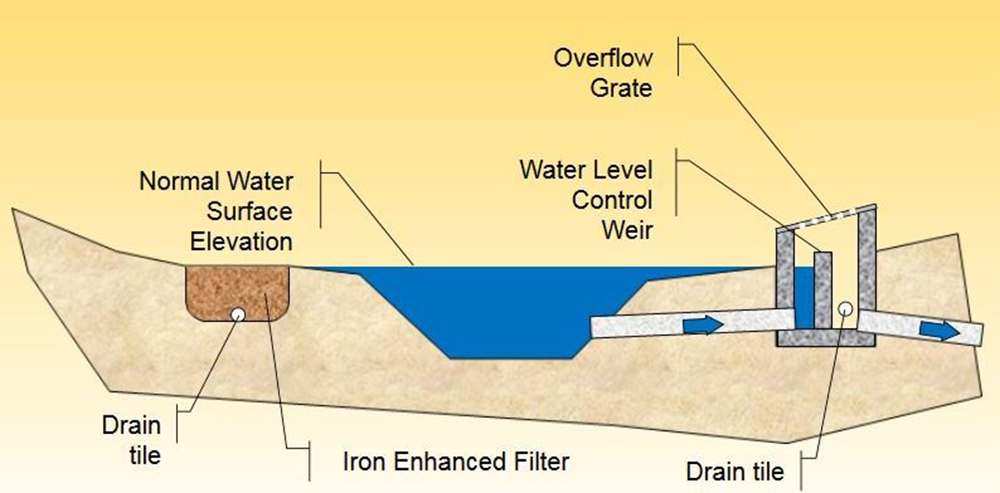 Overflow
Grate
Water Level
Control
Weir
Normal Water
Surface
Elevation
Drain
tile
Iron Enhanced Filter
Drain tile